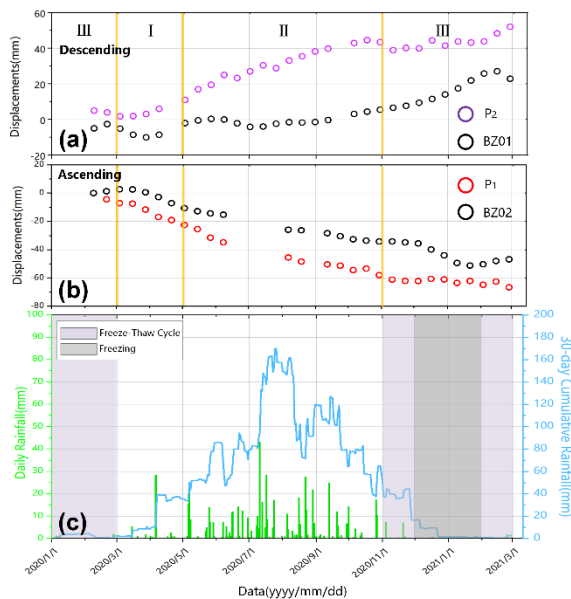 60
40
20
0
20
Displacements(mm)
Ш
I
II
III
Descending
(a)
P2
BZ01
20
0
-20
-40
-60
-80
Displacements(mm)
Ascending
(b)
P1
BZ02
100
90
80
70
60
50
40
30
20
10
0
Daily Rainfall(mm)
Freeze-Thaw Cycle
Freezing
(c)
200
180
160
140
120
100
80
60
40
20
0
30-day Cumulative Rainfall(mm)
2020/1/1
2020/3/1
2020/5/1
2020/7/1
2020/9/1
2020/11/1
2021/1/1
2021/3/1
Data(yyyy/mm/dd)